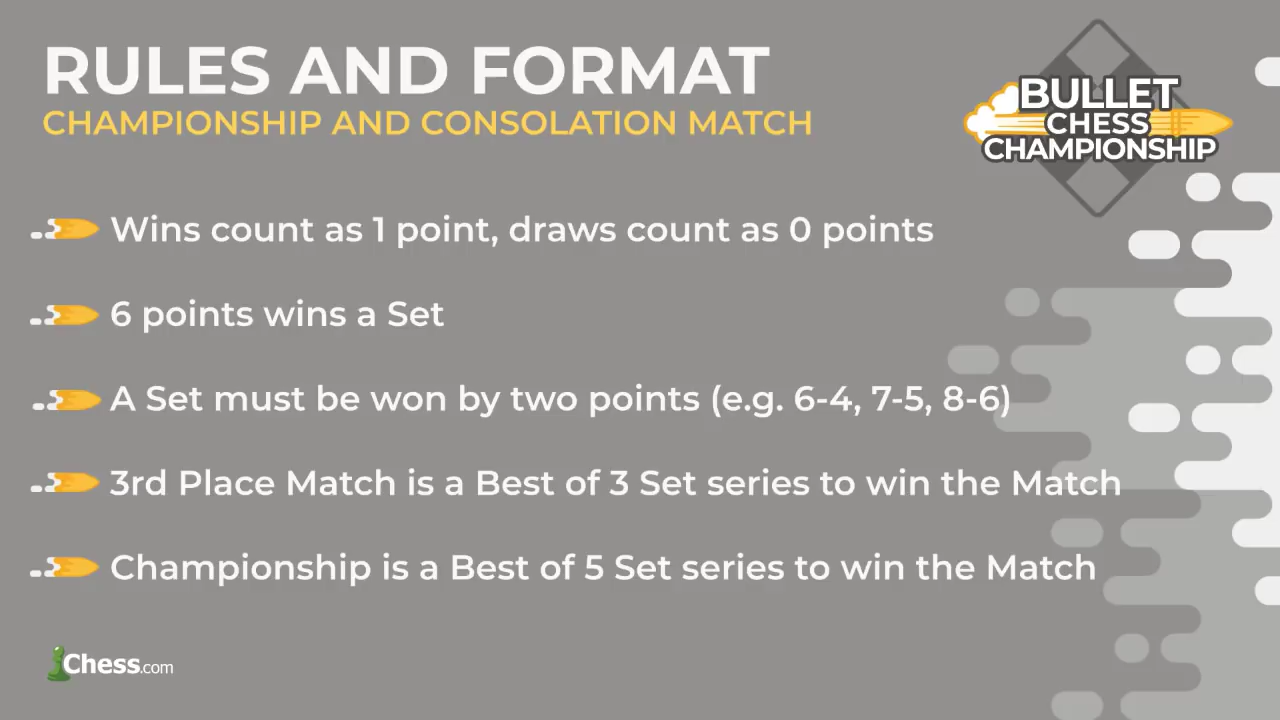 RULES AND FORMAT
CHAMPIONSHIP AND CONSOLATION MATCH
BULLET
CHESS
CHAMPIONSHIP
Wins count as 1 point, draws count as 0 points
6 points wins a Set
A Set must be won by two points (e.g. 6-4, 7-5, 8-6)
3rd Place Match is a Best of 3 Set series to win the Match
Championship is a Best of 5 Set series to win the Match
Chess.com